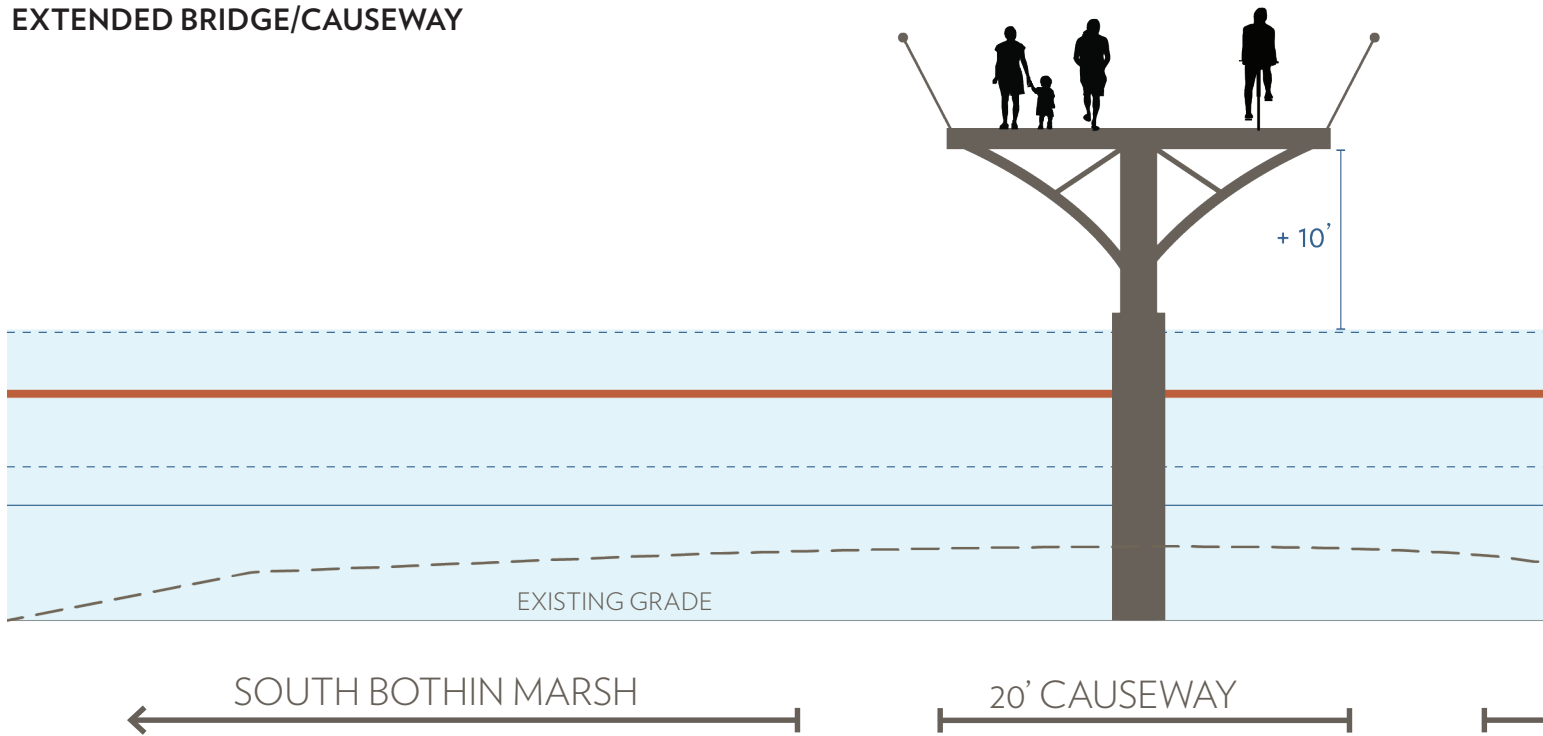 EXTENDED BRIDGE/CAUSEWAY
+ 10’
EXISTING GRADE
SOUTH BOTHIN MARSH
20’ CAUSEWAY